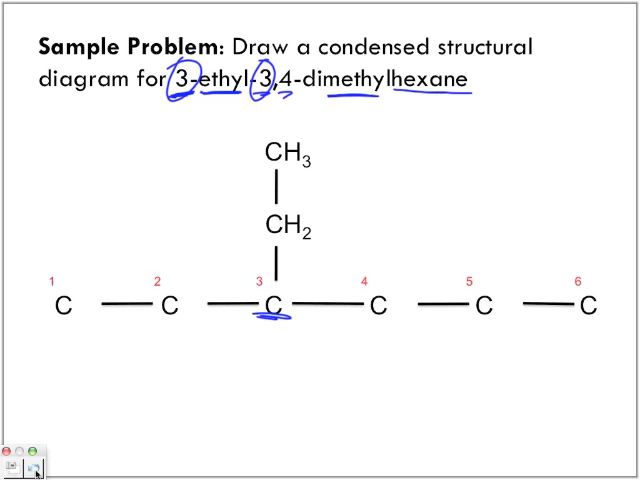 Sample Problem: Draw a condensed structural
diagram for 3-ethyl-3,4-dimethylhexane
CH3
CH2
1 2 3 4 5 6
C C C C C C